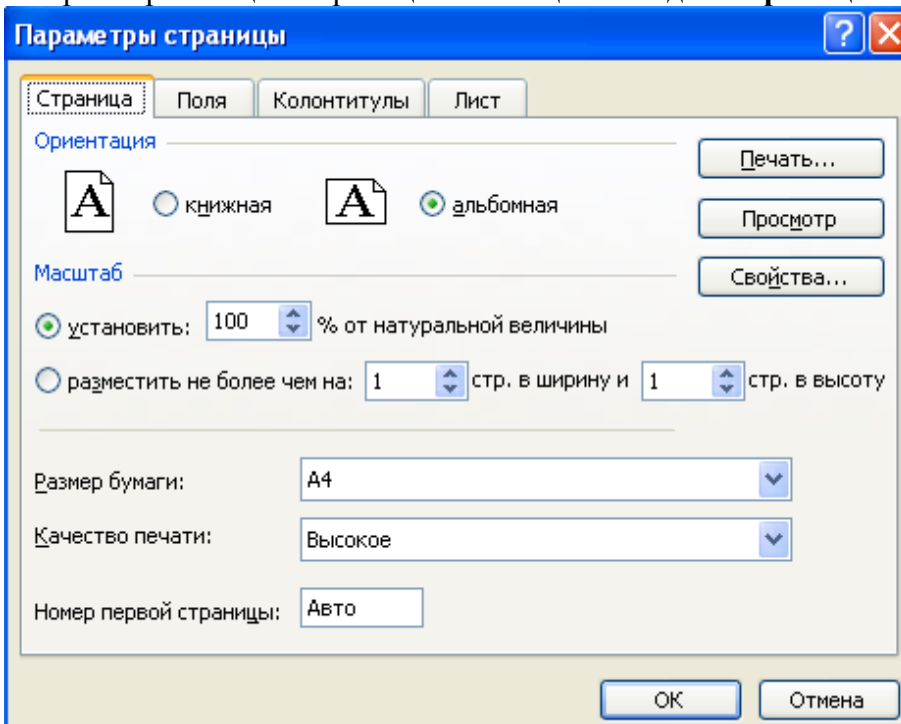 Параметры страницы
Страница Поля Колонтитулы Лист
Ориентация
Печать...
A книжная A альбомная
Просмотр
Масштаб
Свойства...
установить: 100 % от натуральной величины
разместить не более чем на: 1 стр. в ширину и 1 стр. в высоту
Размер бумаги: A4
Качество печати: Высокое
Номер первой страницы: Авто
ОК Отмена